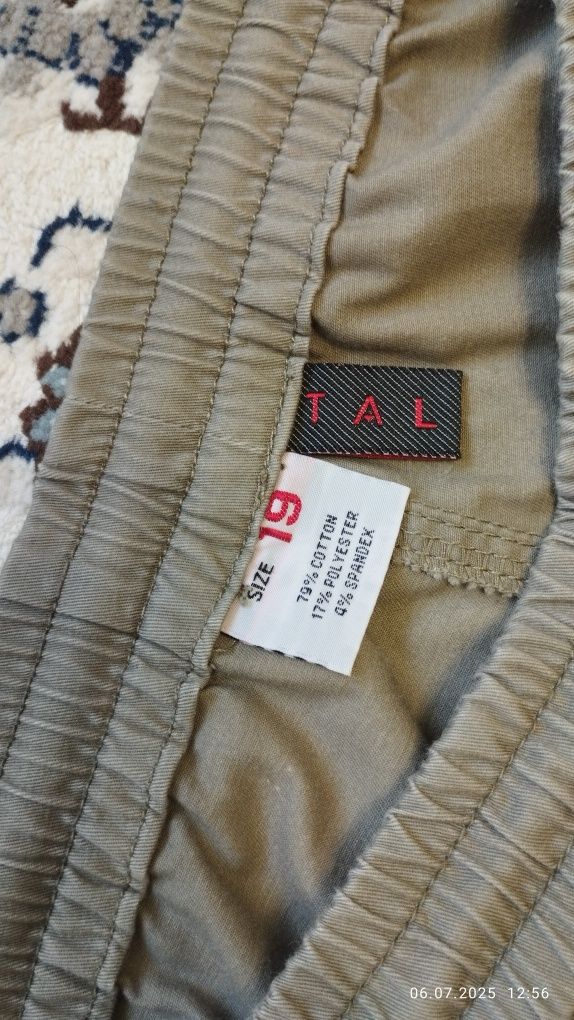 TAL
SIZE 19
79% COTTON
17% POLYESTER
4% SPANDEX
06.07.2025 12:56